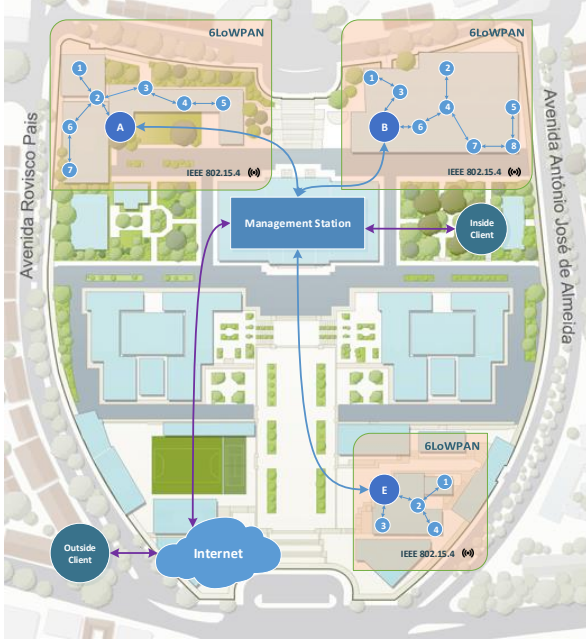 6LoWPAN
1
2
3
4
5
6
7
A
IEEE 802.15.4
6LoWPAN
1
2
3
4
5
6
7
8
B
IEEE 802.15.4
Avenida Rovisco Pais
Avenida António José de Almeida
Management Station
Inside
Client
6LoWPAN
E
1
2
3
4
IEEE 802.15.4
Outside
Client
Internet